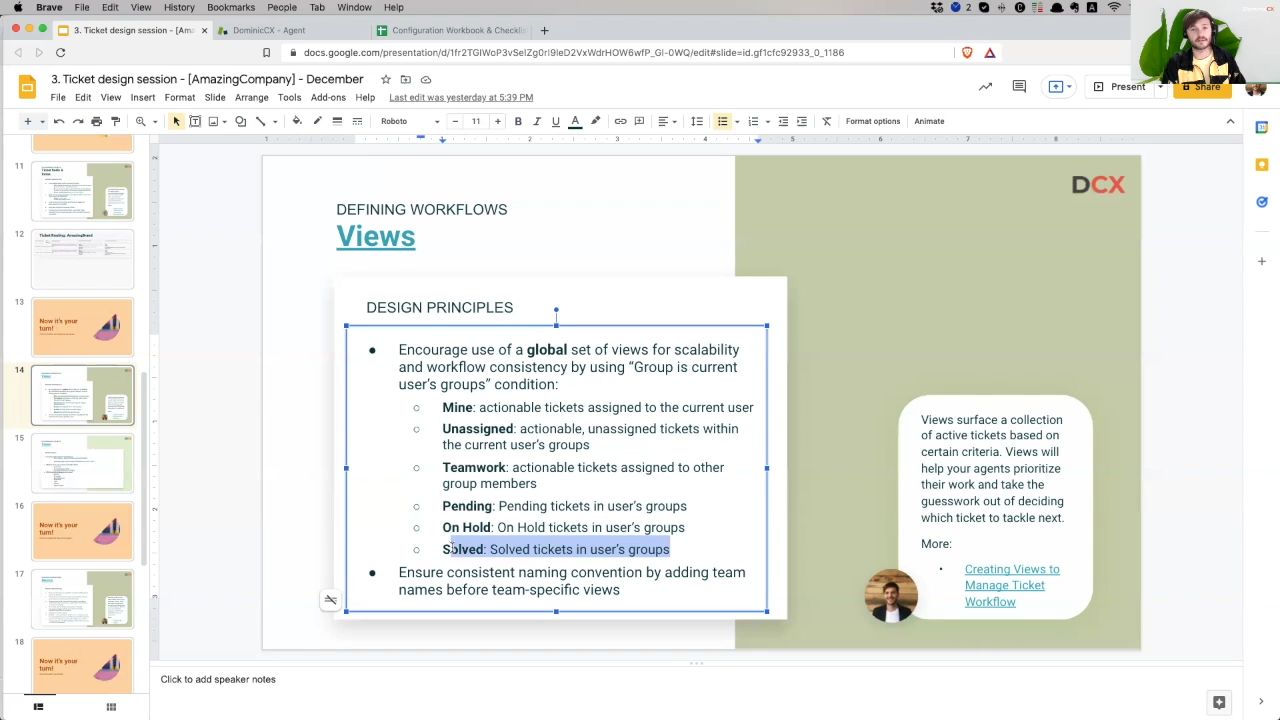 Brave File Edit View History Bookmarks People Tab Window Help
3. Ticket design session - [Ama
DominicCX - Agent
Configuration Workbook & Checkli
docs.google.com/presentation/d/
edit#slide=id.gf1cfc92933_0_1186
3. Ticket design session - [AmazingCompany] - December
File Edit View Insert Format Slide Arrange Tools Add-ons Help Last edit was yesterday at 5:23 PM
Present
Share
Roboto
11
Format options
Animate
DCX
DEFINING WORKFLOWS
Views
DESIGN PRINCIPLES
● Encourage use of a global set of views for scalability
and workflow consistency by using “Group is current
user's groups” condition:
○ Mine: actionable tickets assigned to the current user
○ Unassigned: actionable, unassigned tickets within
the current user’s groups
Teammate: actionable tickets assigned to other
group members
○ Pending: Pending tickets in user’s groups
○ On Hold: On Hold tickets in user’s groups
○ Solved: Solved tickets in user’s groups
● Ensure consistent naming convention by adding team
names before team-specific views
Views surface a collection
of active tickets based on
certain criteria. Views will
help your agents prioritize
their work and take the
guesswork out of deciding
which ticket to tackle next.
More:
• Creating Views to
Manage Ticket
Workflow
11
12
Ticket Routing, AmazingBrand
13
Now it's your
turn!
14
15
16
Now it's your
turn!
17
18
Now it's your
turn!
Click to add speaker notes